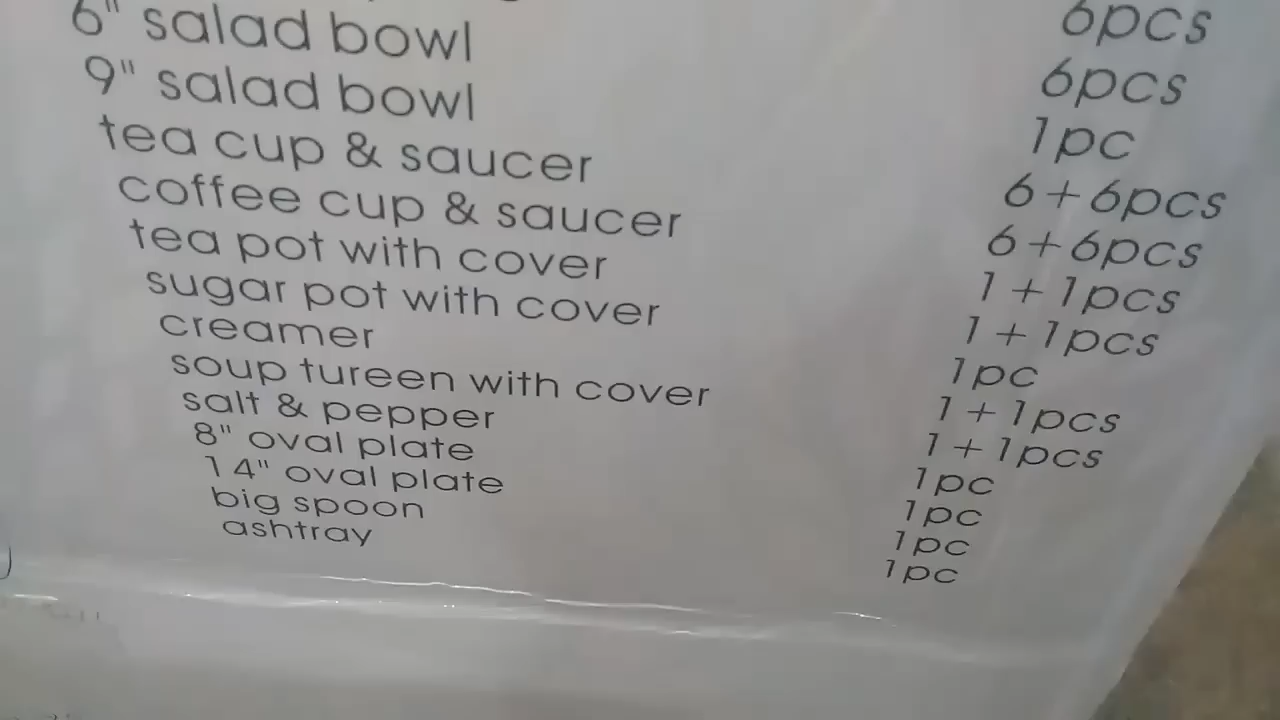 6pcs
6" salad bowl 6pcs
9" salad bowl 1pc
tea cup & saucer 6+6pcs
coffee cup & saucer 6+6pcs
tea pot with cover 1+1pcs
sugar pot with cover 1+1pcs
creamer 1pc
soup tureen with cover 1+1pcs
salt & pepper 1+1pcs
8" oval plate 1pc
14" oval plate 1pc
big spoon 1pc
ashtray 1pc